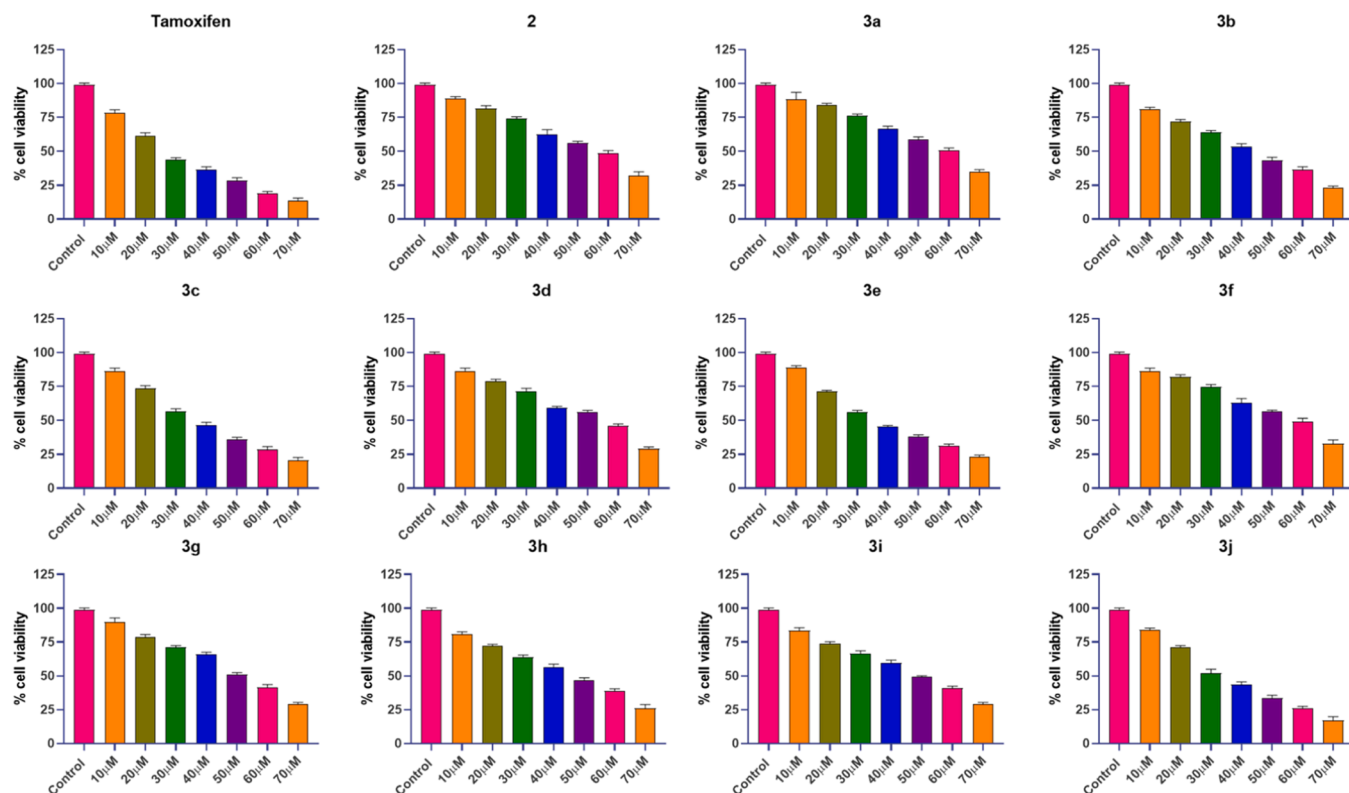 Tamoxifen
% cell viability
125
100
75
50
25
0
Control
10μM
20μM
30μM
40μM
50μM
60μM
70μM
2
% cell viability
125
100
75
50
25
0
Control
10μM
20μM
30μM
40μM
50μM
60μM
70μM
3a
% cell viability
125
100
75
50
25
0
Control
10μM
20μM
30μM
40μM
50μM
60μM
70μM
3b
% cell viability
125
100
75
50
25
0
Control
10μM
20μM
30μM
40μM
50μM
60μM
70μM
3c
% cell viability
125
100
75
50
25
0
Control
10μM
20μM
30μM
40μM
50μM
60μM
70μM
3d
% cell viability
125
100
75
50
25
0
Control
10μM
20μM
30μM
40μM
50μM
60μM
70μM
3e
% cell viability
125
100
75
50
25
0
Control
10μM
20μM
30μM
40μM
50μM
60μM
70μM
3f
% cell viability
125
100
75
50
25
0
Control
10μM
20μM
30μM
40μM
50μM
60μM
70μM
3g
% cell viability
125
100
75
50
25
0
Control
10μM
20μM
30μM
40μM
50μM
60μM
70μM
3h
% cell viability
125
100
75
50
25
0
Control
10μM
20μM
30μM
40μM
50μM
60μM
70μM
3i
% cell viability
125
100
75
50
25
0
Control
10μM
20μM
30μM
40μM
50μM
60μM
70μM
3j
% cell viability
125
100
75
50
25
0
Control
10μM
20μM
30μM
40μM
50μM
60μM
70μM